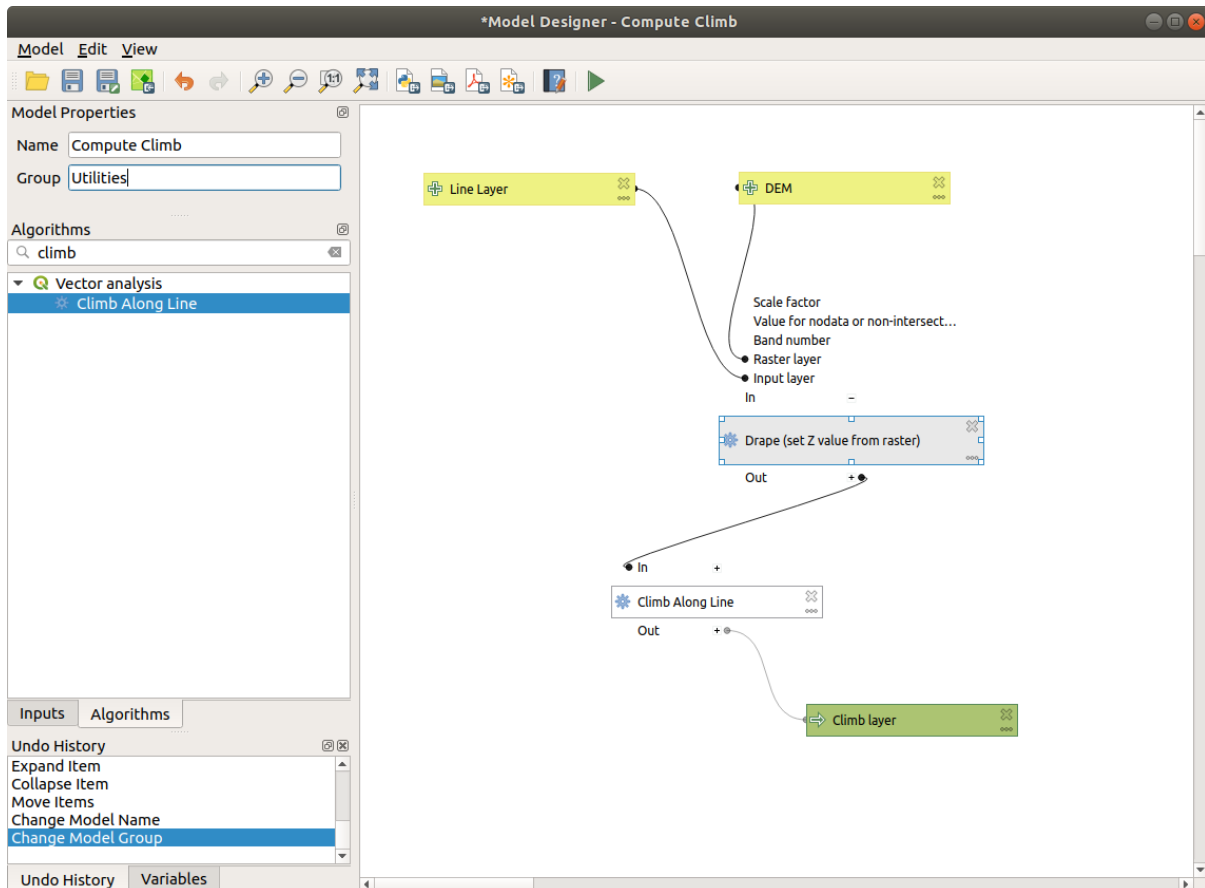 *Model Designer - Compute Climb
Model Edit View
1:1
Model Properties
Name Compute Climb
Group Utilities
Algorithms
climb
Vector analysis
Climb Along Line
Inputs Algorithms
Undo History
Expand Item
Collapse Item
Move Items
Change Model Name
Change Model Group
Undo History Variables
Line Layer
DEM
Scale factor
Value for nodata or non-intersect...
Band number
Raster layer
Input layer
In −
Drape (set Z value from raster)
Out +
In +
Climb Along Line
Out +
Climb layer